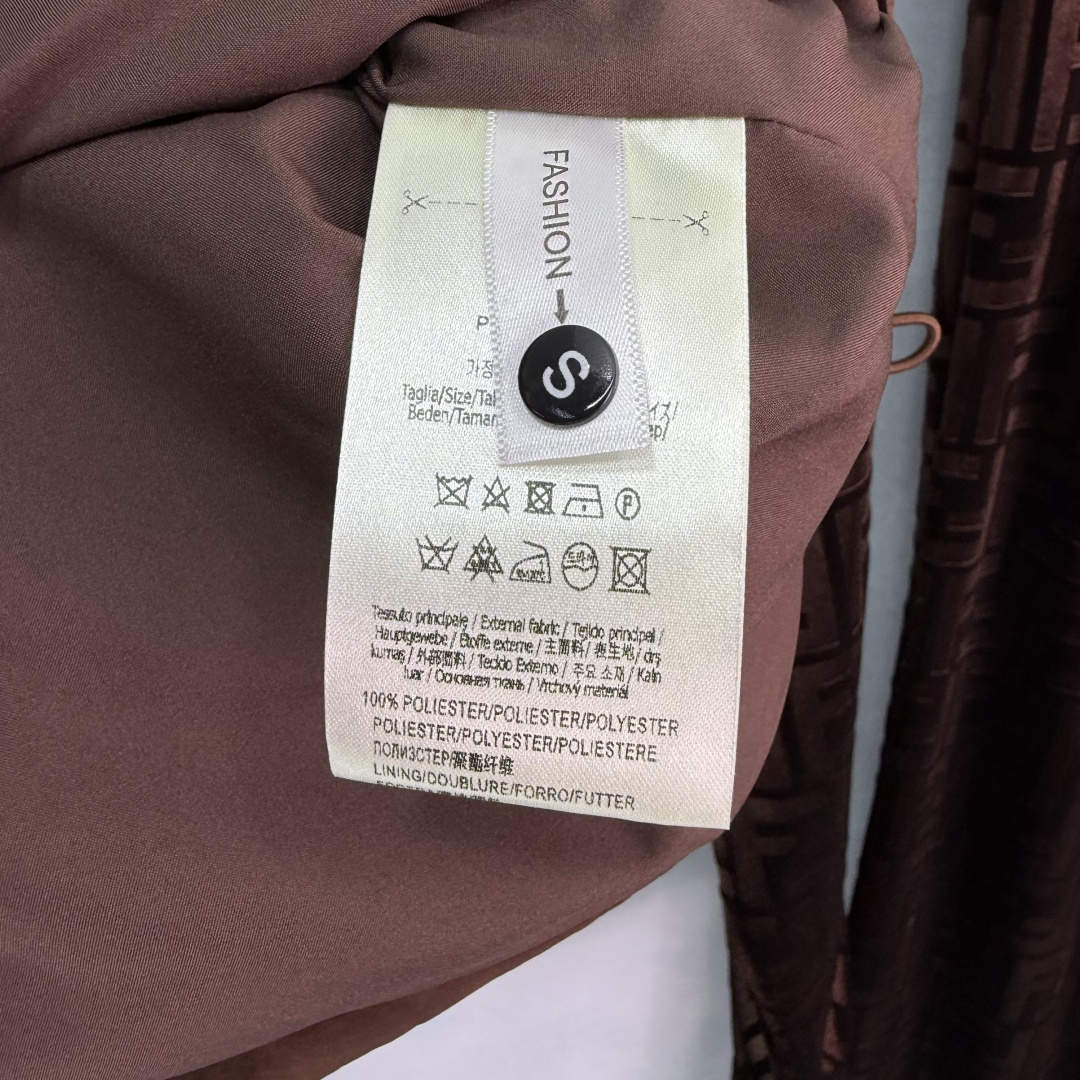 FASHION
S
P
가정
Taglia/Size/Tal
Beden/Taman
Tessuto principale / External fabric / Tejido principal /
Hauptgewebe / Etoffe externe / 主面料 / 表生地 / dış
kumaş / 外部面料 / Tecido Externo / 주요 소재 / Kain
luar / Основная ткань / Vrchový materiál
100% POLIESTER/POLIESTER/POLYESTER
POLIESTER/POLYESTER/POLIESTERE
ПОЛИЭСТЕР/聚酯纤维
LINING/DOUBLURE/FORRO/FUTTER